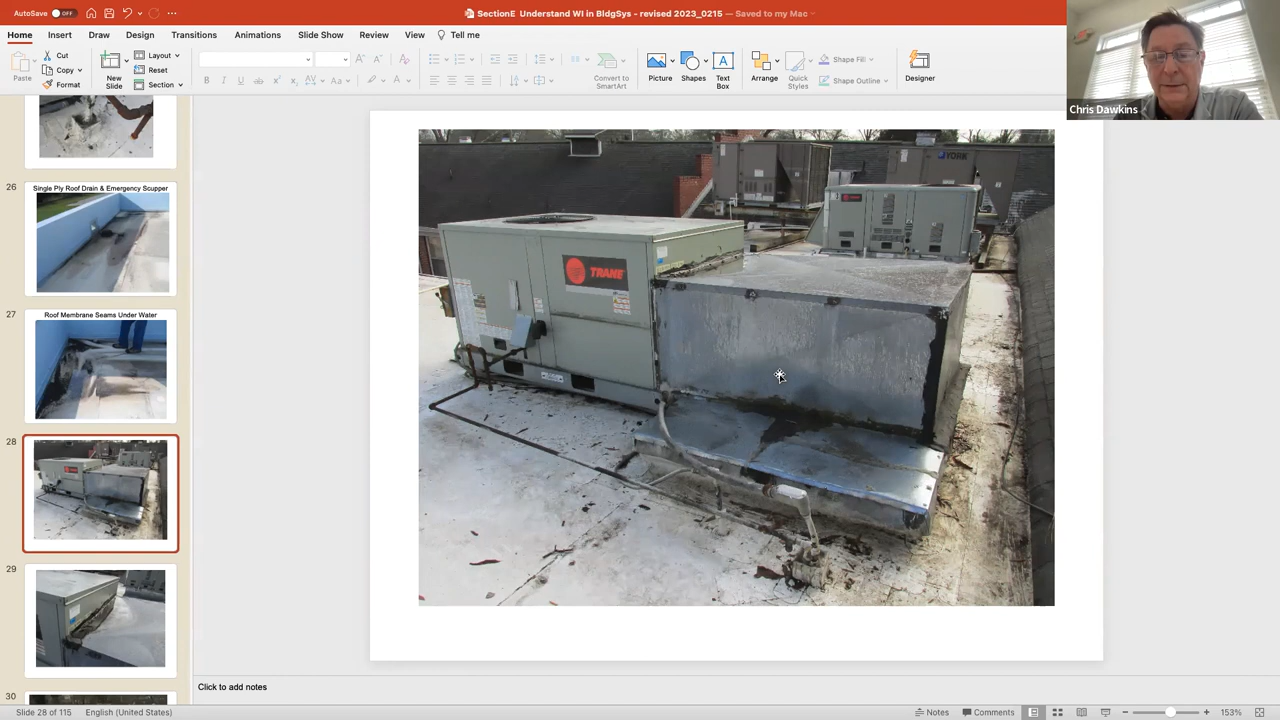 AutoSave OFF
SectionE Understand WI in BldgSys - revised 2023_0215 — Saved to my Mac
Home Insert Draw Design Transitions Animations Slide Show Review View Tell me
Paste
Cut
Copy
Format
New Slide
Layout
Reset
Section
Convert to SmartArt
Picture
Shapes
Text Box
Arrange
Quick Styles
Shape Fill
Shape Outline
Designer
Chris Dawkins
26
Single Ply Roof Drain & Emergency Scupper
27
Roof Membrane Seams Under Water
28
29
30
YORK
TRANE
Click to add notes
Slide 28 of 115 English (United States) Notes Comments 153%